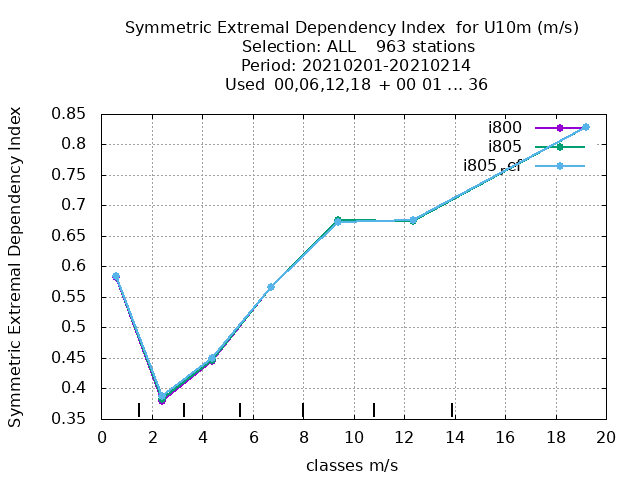 Symmetric Extremal Dependency Index for U10m (m/s)
Selection: ALL 963 stations
Period: 20210201-20210214
Used 00,06,12,18 + 00 01 ... 36
Symmetric Extremal Dependency Index
0.85
0.8
0.75
0.7
0.65
0.6
0.55
0.5
0.45
0.4
0.35
i800
i805
i805_ef
0 2 4 6 8 10 12 14 16 18 20
classes m/s